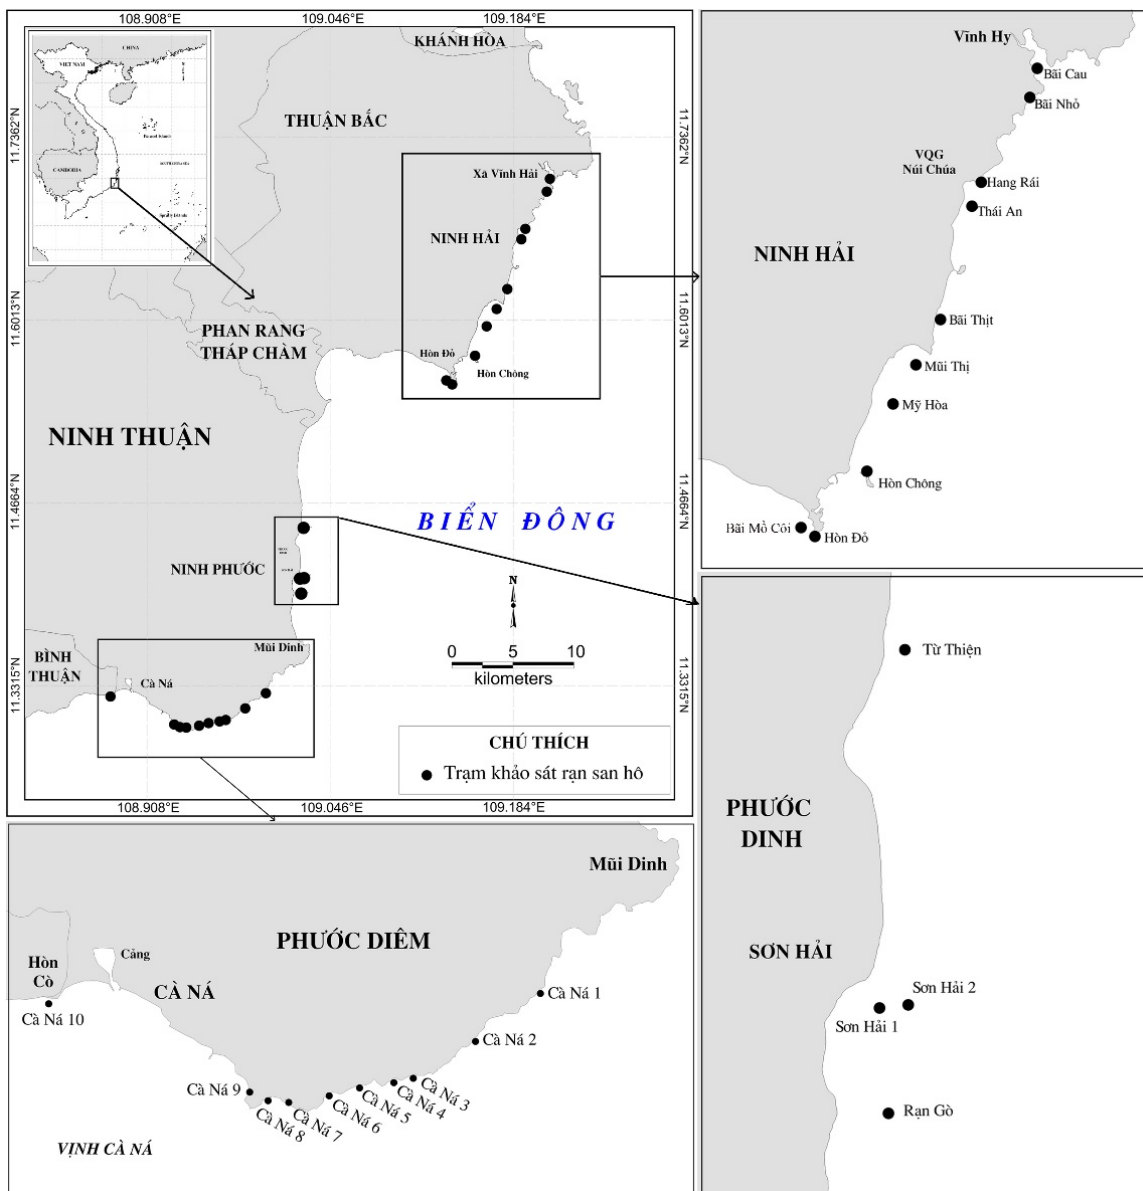 108.908°E
109.046°E
109.184°E
CHINA
VIET NAM
CAMBODIA
KHÁNH HÒA
THUẬN BẮC
11.7362°N
11.7362°N
Xã Vĩnh Hải
NINH HẢI
11.6013°N
11.6013°N
PHAN RANG
THÁP CHÀM
Hòn Đỏ
Hòn Chông
NINH THUẬN
11.4664°N
11.4664°N
BIỂN ĐÔNG
NINH PHƯỚC
N
Mũi Dinh
BÌNH
THUẬN
Cà Ná
0 5 10
kilometers
11.3315°N
11.3315°N
CHÚ THÍCH
Trạm khảo sát rạn san hô
108.908°E
109.046°E
109.184°E
Vĩnh Hy
Bãi Cau
Bãi Nhỏ
VQG
Núi Chúa
Hang Rái
Thái An
NINH HẢI
Bãi Thịt
Mũi Thị
Mỹ Hòa
Hòn Chông
Bãi Mồ Côi
Hòn Đỏ
Từ Thiện
PHƯỚC
DINH
SƠN HẢI
Sơn Hải 2
Sơn Hải 1
Rạn Gò
Mũi Dinh
PHƯỚC DIÊM
Cảng
Hòn
Cò
CÀ NÁ
Cà Ná 1
Cà Ná 10
Cà Ná 2
Cà Ná 3
Cà Ná 4
Cà Ná 5
Cà Ná 6
Cà Ná 7
Cà Ná 8
Cà Ná 9
VỊNH CÀ NÁ